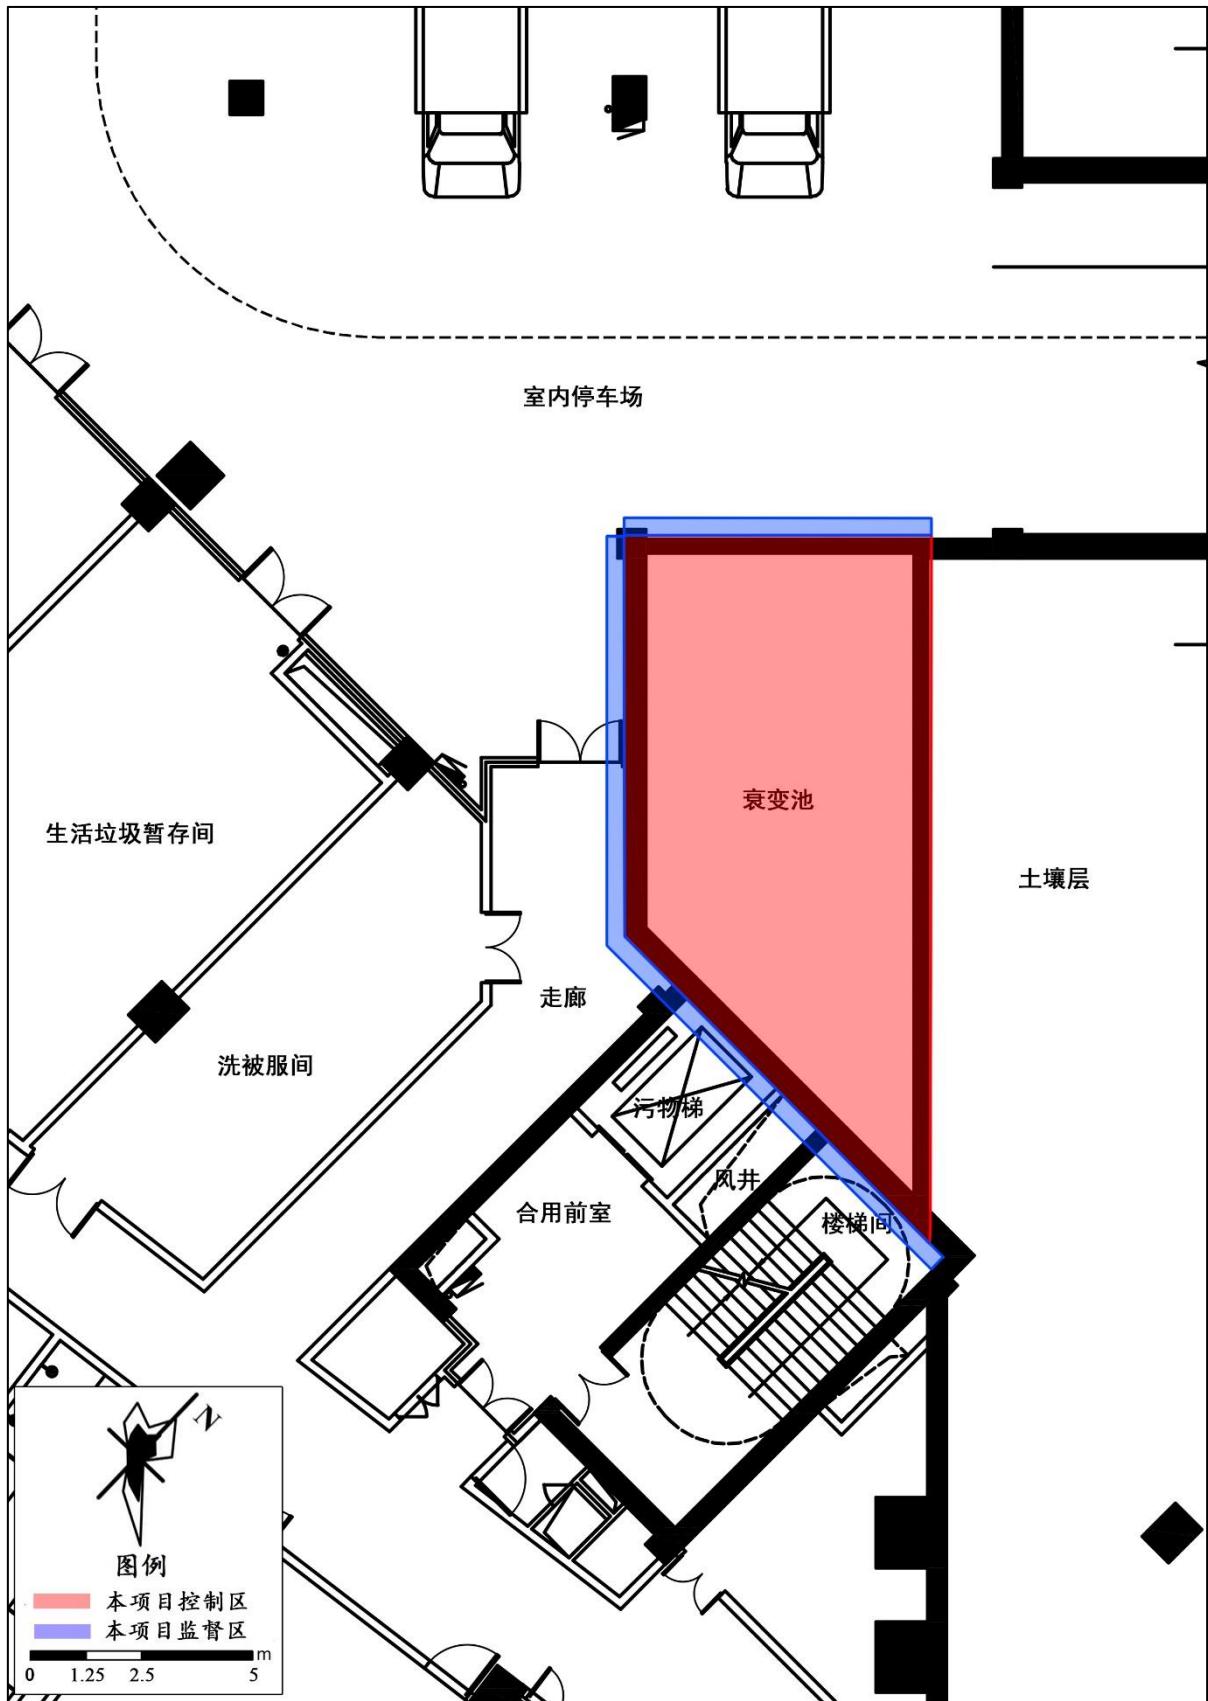 室内停车场
衰变池
生活垃圾暂存间
土壤层
走廊
洗被服间
污物梯
风井
合用前室
楼梯间
N
图例
本项目控制区
本项目监督区
m
0 1.25 2.5 5